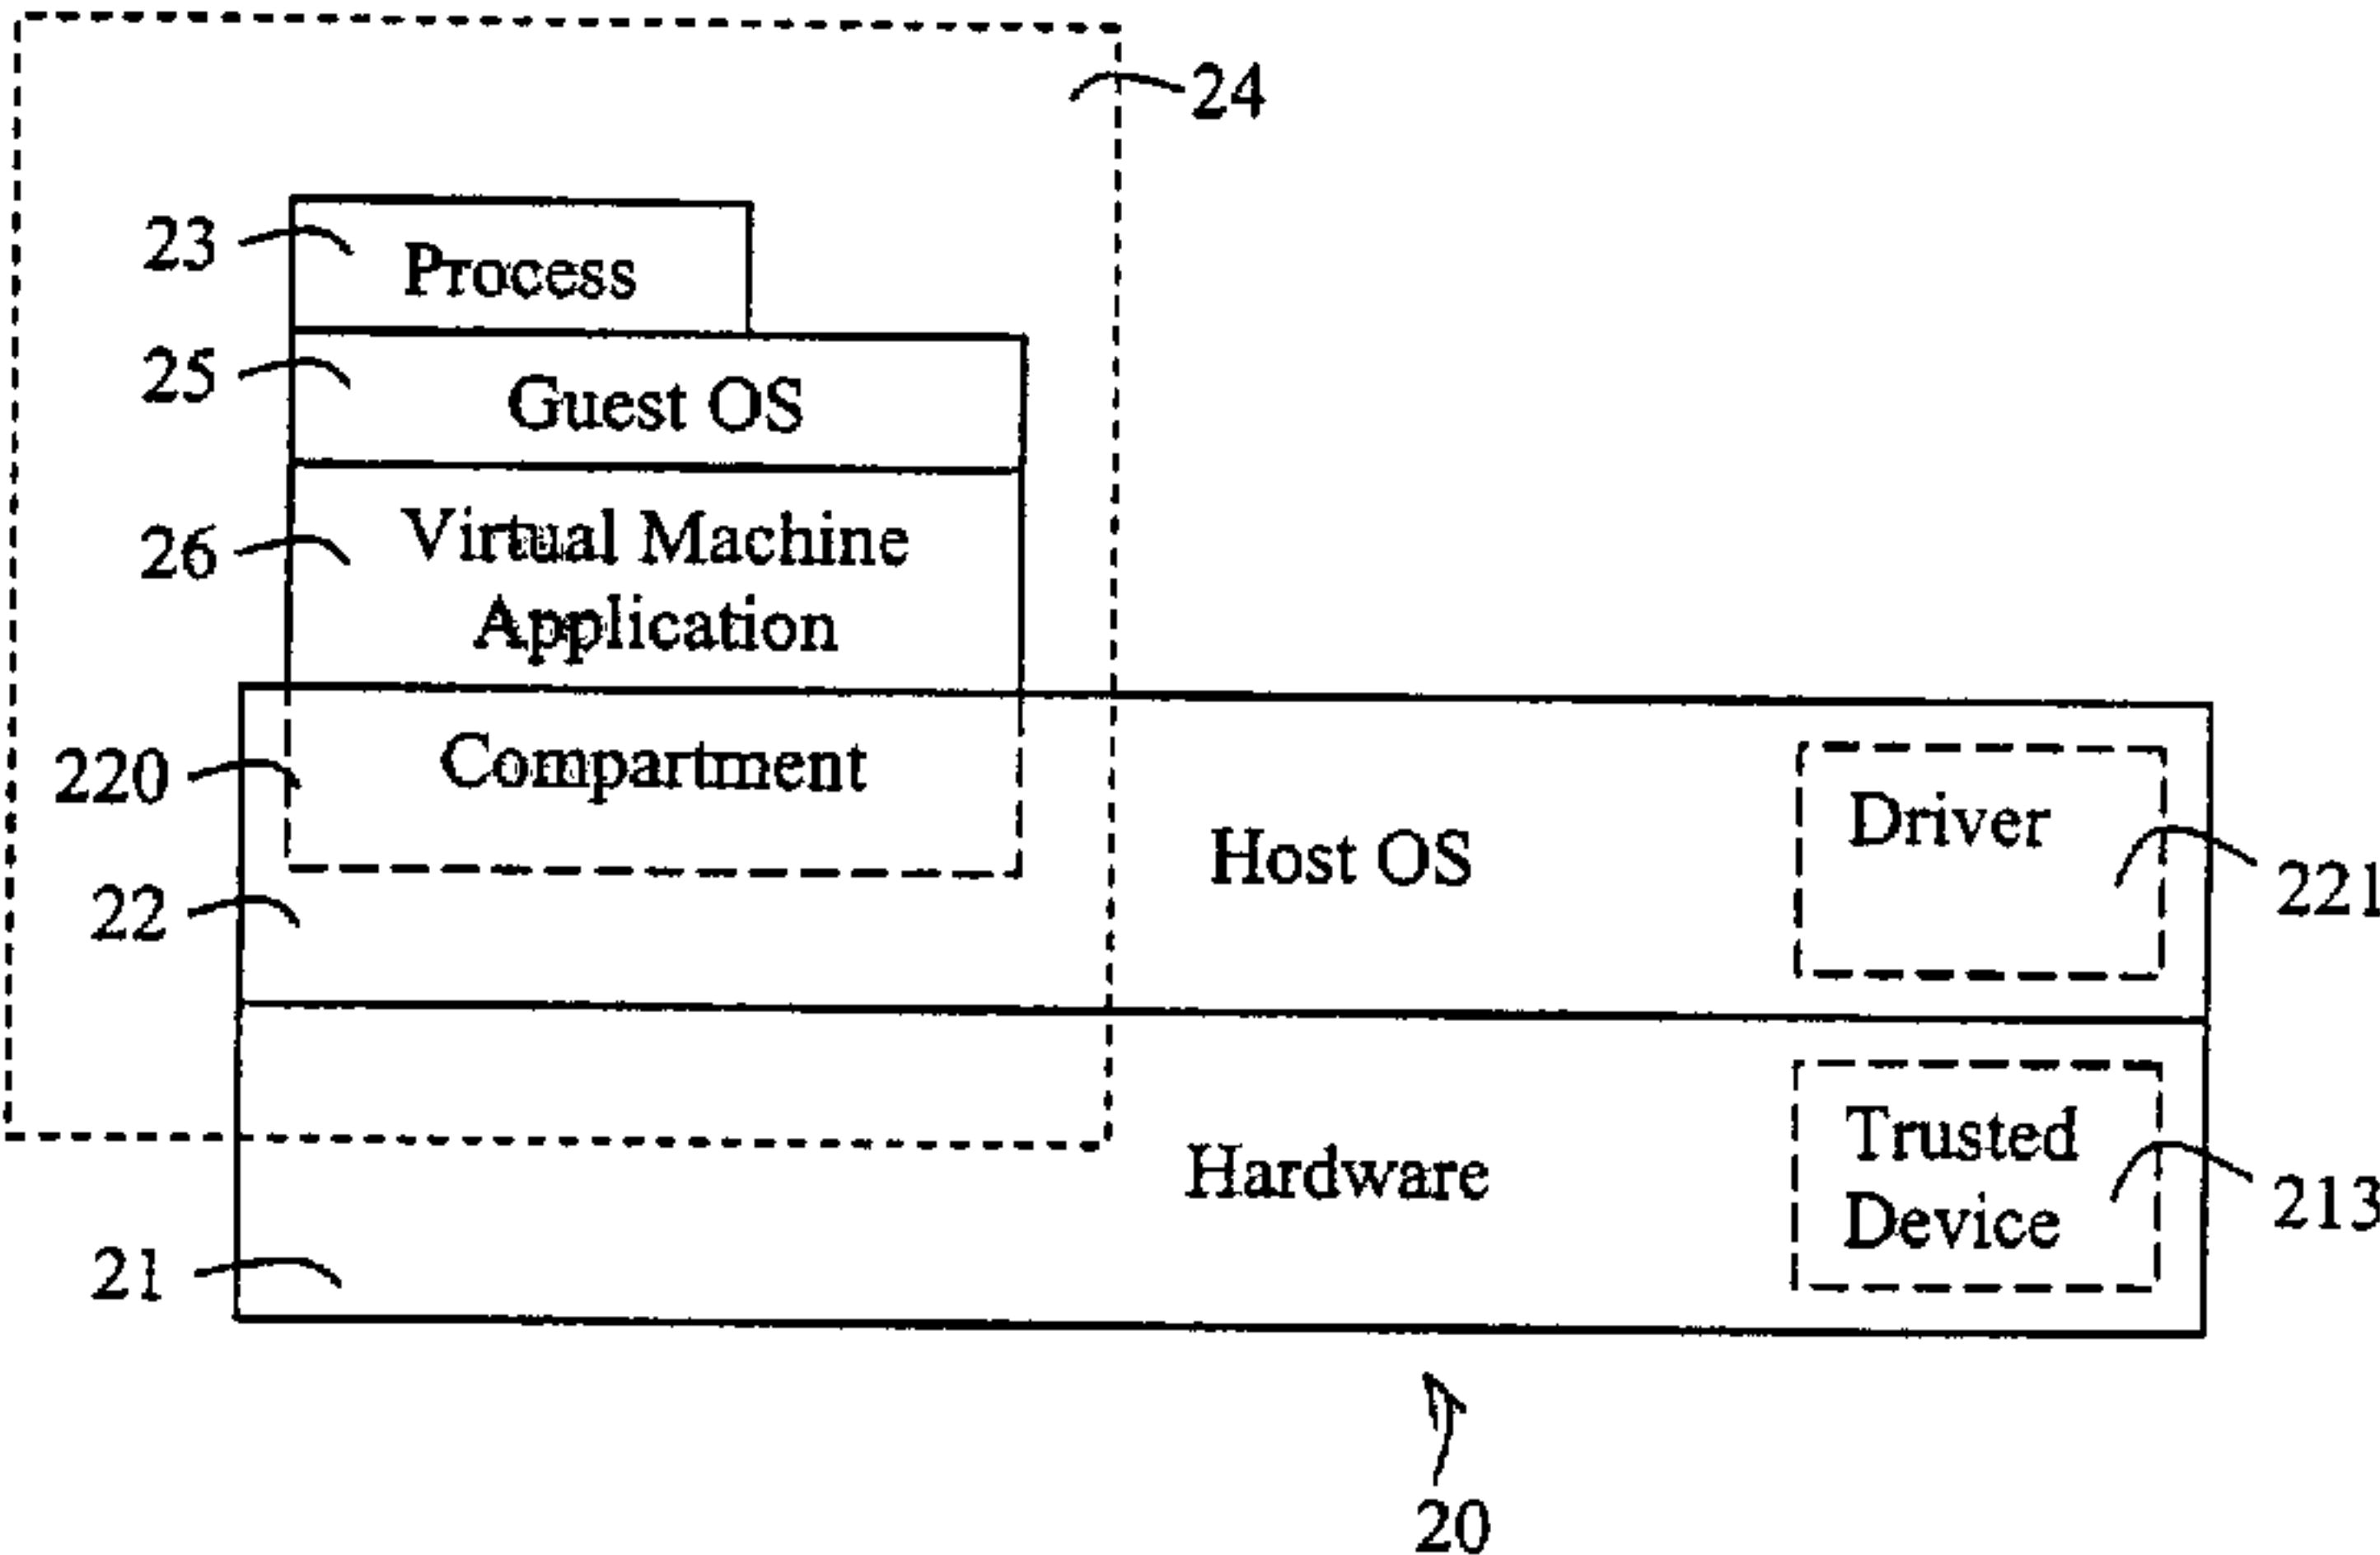 24
23
Process
25
Guest OS
26
Virtual Machine
Application
220
Compartment
Driver
Host OS
221
22
Trusted
Device
Hardware
213
21
20